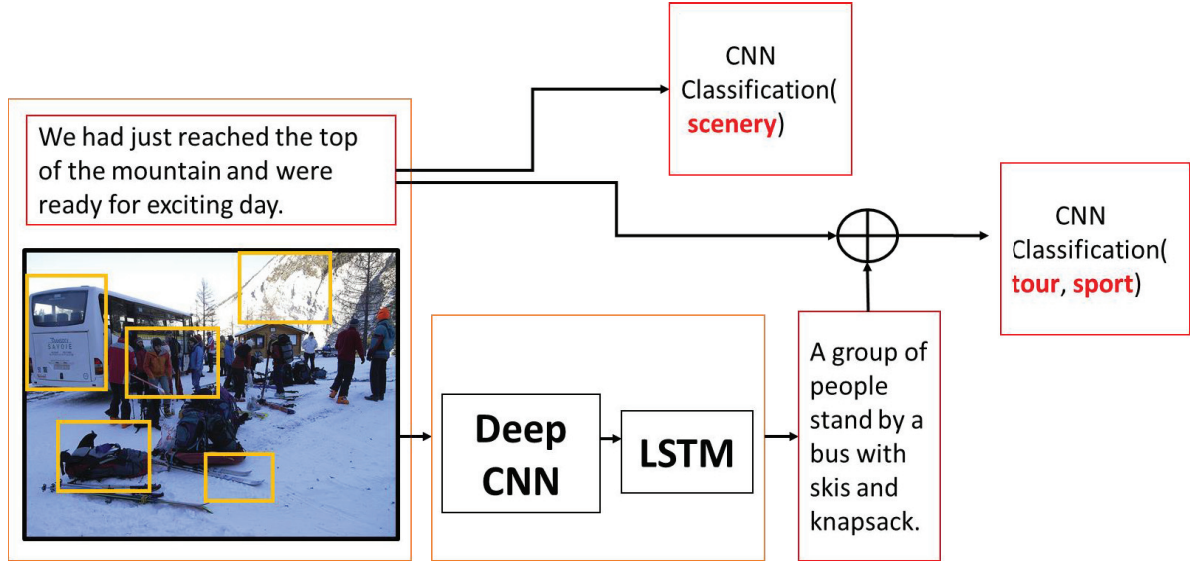 We had just reached the top
of the mountain and were
ready for exciting day.
CNN
Classification(
scenery)
CNN
Classification(
tour, sport)
SAVOIE
Deep
CNN
LSTM
A group of
people
stand by a
bus with
skis and
knapsack.